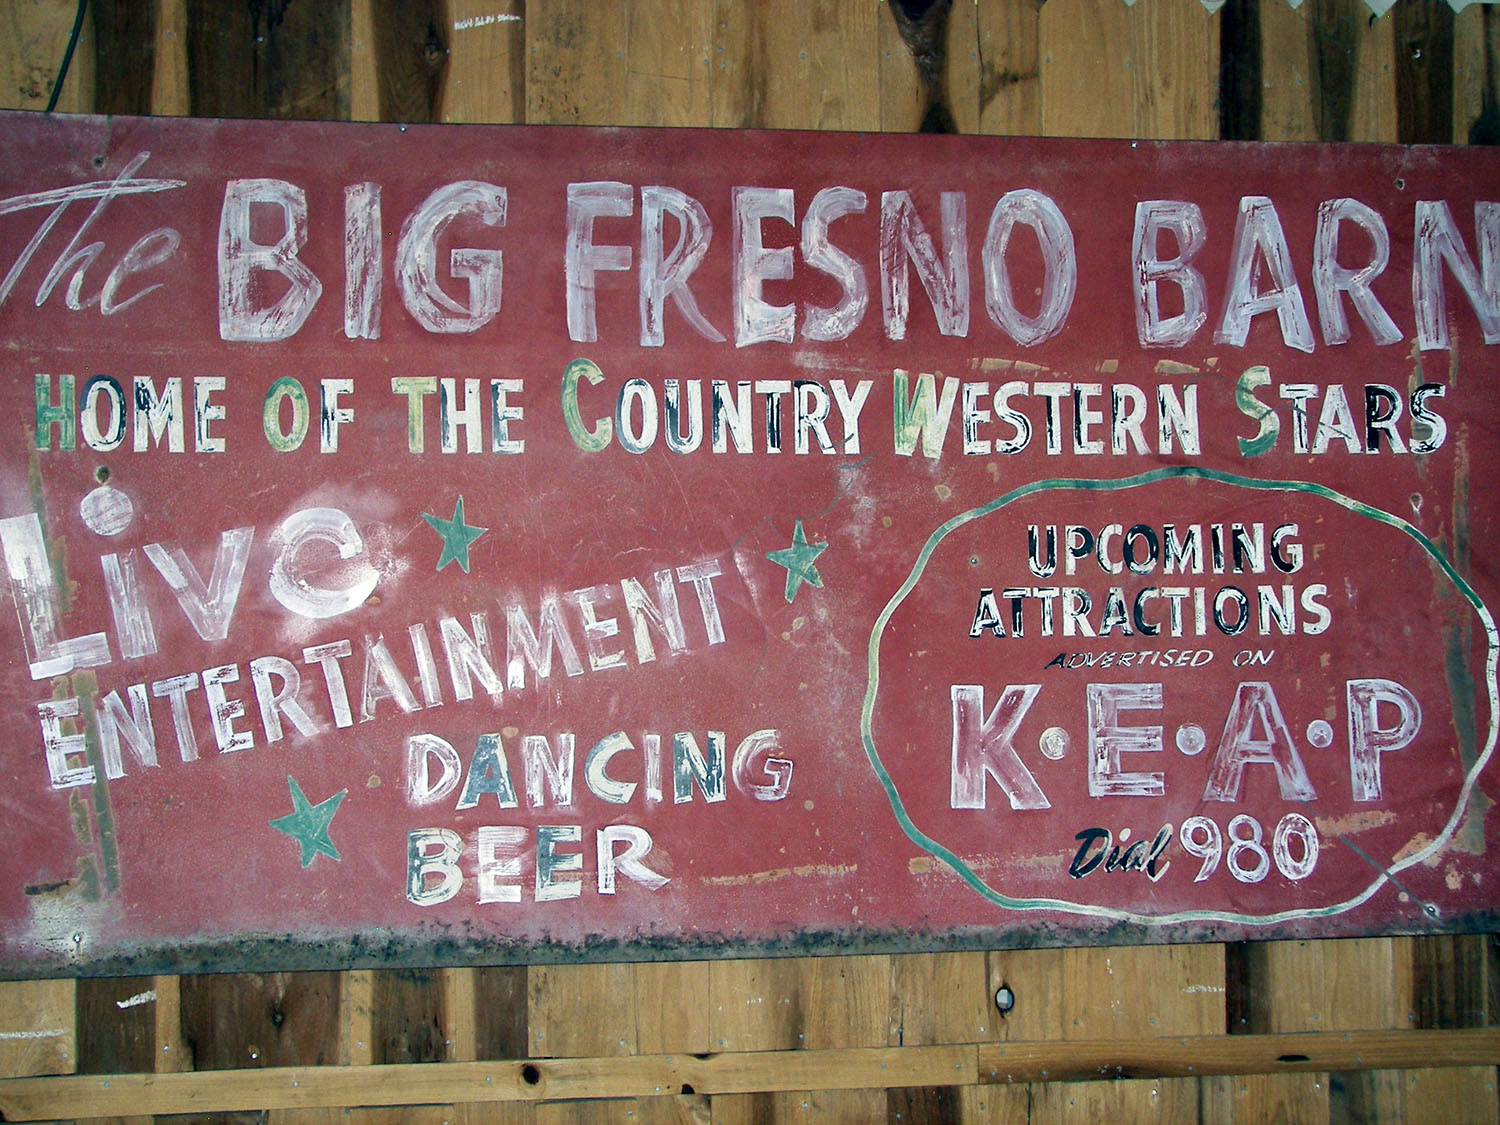 The BIG FRESNO BARN
HOME OF THE COUNTRY WESTERN STARS
Live
ENTERTAINMENT
DANCING
BEER
UPCOMING
ATTRACTIONS
ADVERTISED ON
K·E·A·P
Dial 980